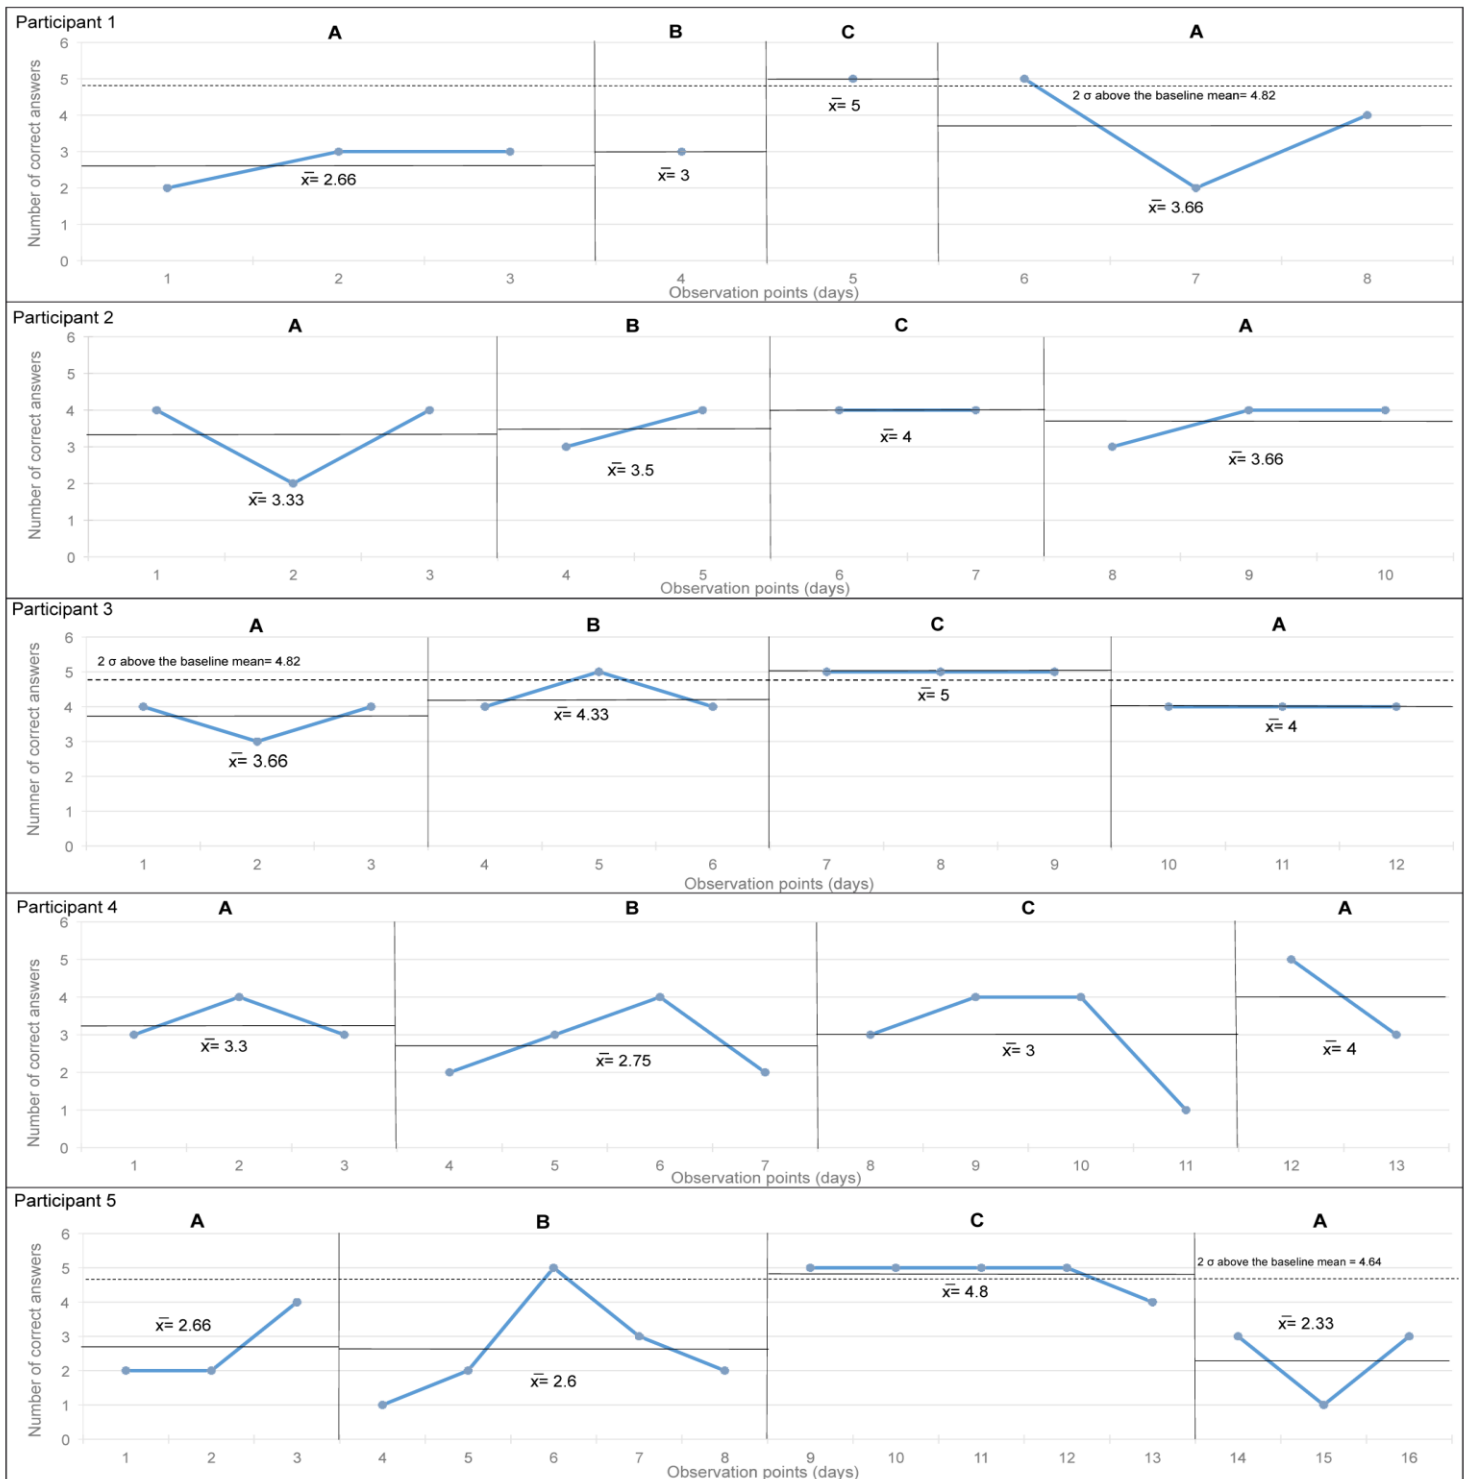 Participant 1
A B C A
Number of correct answers
6
5
4
3
2
1
0
2 σ above the baseline mean= 4.82
x̅= 2.66
x̅= 3
x̅= 5
x̅= 3.66
1 2 3 4 5 6 7 8
Observation points (days)
Participant 2
A B C A
Number of correct answers
6
5
4
3
2
1
0
x̅= 3.33
x̅= 3.5
x̅= 4
x̅= 3.66
1 2 3 4 5 6 7 8 9 10
Observation points (days)
Participant 3
A B C A
Numner of correct answers
6
5
4
3
2
1
0
2 σ above the baseline mean= 4.82
x̅= 3.66
x̅= 4.33
x̅= 5
x̅= 4
1 2 3 4 5 6 7 8 9 10 11 12
Observation points (days)
Participant 4
A B C A
Number of correct answers
6
5
4
3
2
1
0
x̅= 3.3
x̅= 2.75
x̅= 3
x̅= 4
1 2 3 4 5 6 7 8 9 10 11 12 13
Observation points (days)
Participant 5
A B C A
Number of correct answers
6
5
4
3
2
1
0
2 σ above the baseline mean = 4.64
x̅= 2.66
x̅= 2.6
x̅= 4.8
x̅= 2.33
1 2 3 4 5 6 7 8 9 10 11 12 13 14 15 16
Observation points (days)